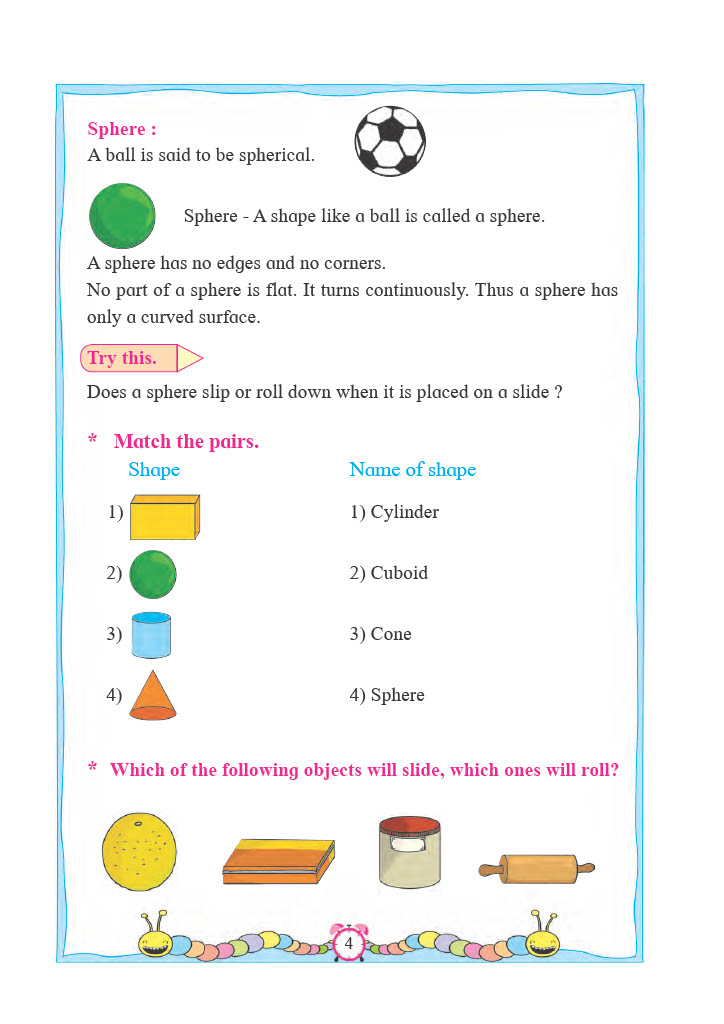 Sphere :
A ball is said to be spherical.
Sphere - A shape like a ball is called a sphere.
A sphere has no edges and no corners.
No part of a sphere is flat. It turns continuously. Thus a sphere has
only a curved surface.
Try this.
Does a sphere slip or roll down when it is placed on a slide ?
* Match the pairs.
Shape Name of shape
1) 1) Cylinder
2) 2) Cuboid
3) 3) Cone
4) 4) Sphere
* Which of the following objects will slide, which ones will roll?
4